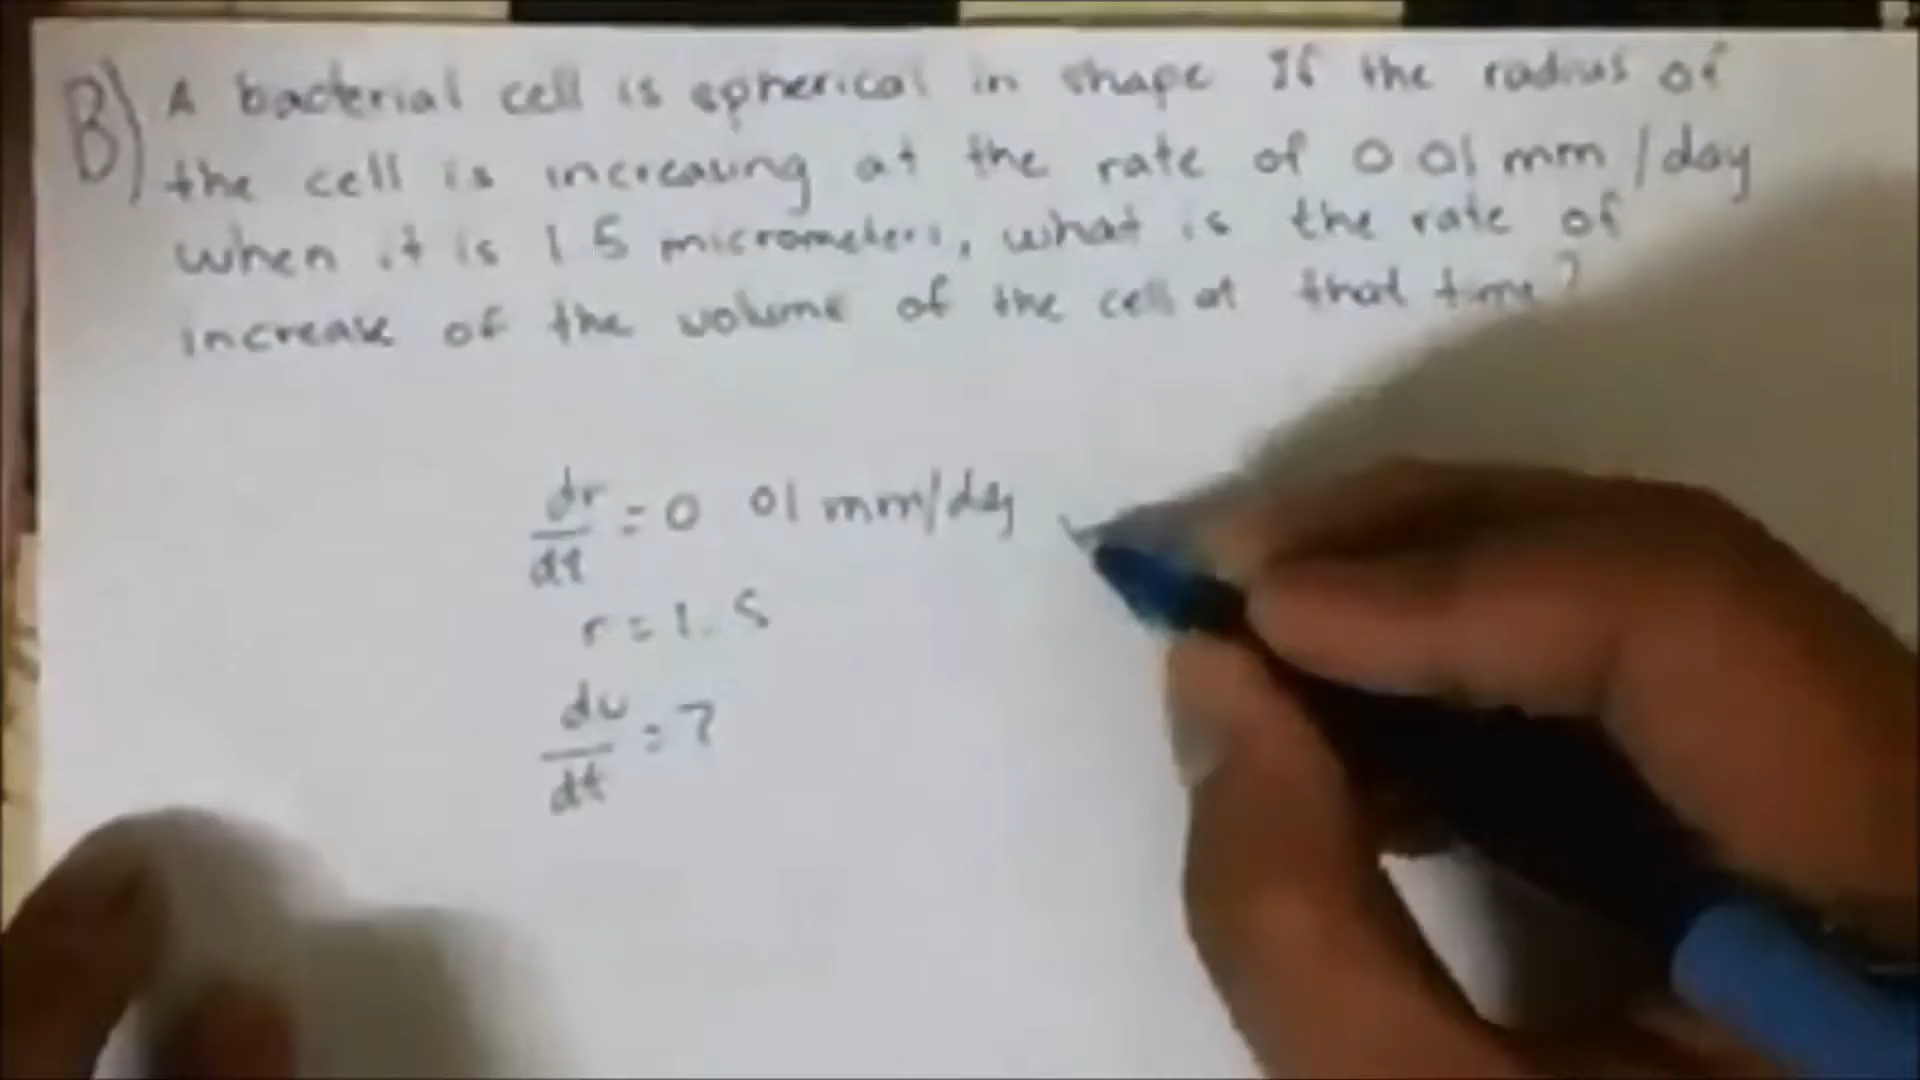 B) A bacterial cell is spherical in shape If the radius of
the cell is increasing at the rate of 0 01 mm/day
when it is 1 5 micrometers, what is the rate of
increase of the volume of the cell at that time?
dr/dt = 0 01 mm/day
r = 1.5
dv/dt = ?